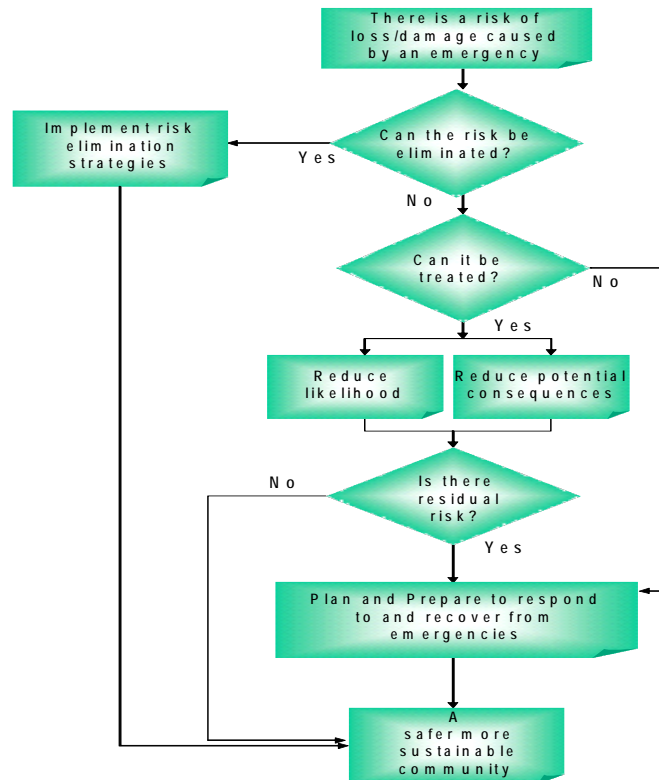 There is a risk of
loss/damage caused
by an emergency
Can the risk be
eliminated?
Yes
Implement risk
elimination
strategies
No
Can it be
treated?
No
Yes
Reduce
likelihood
Reduce potential
consequences
Is there
residual
risk?
No
Yes
Plan and Prepare to respond
to and recover from
emergencies
A
safer more
sustainable
community